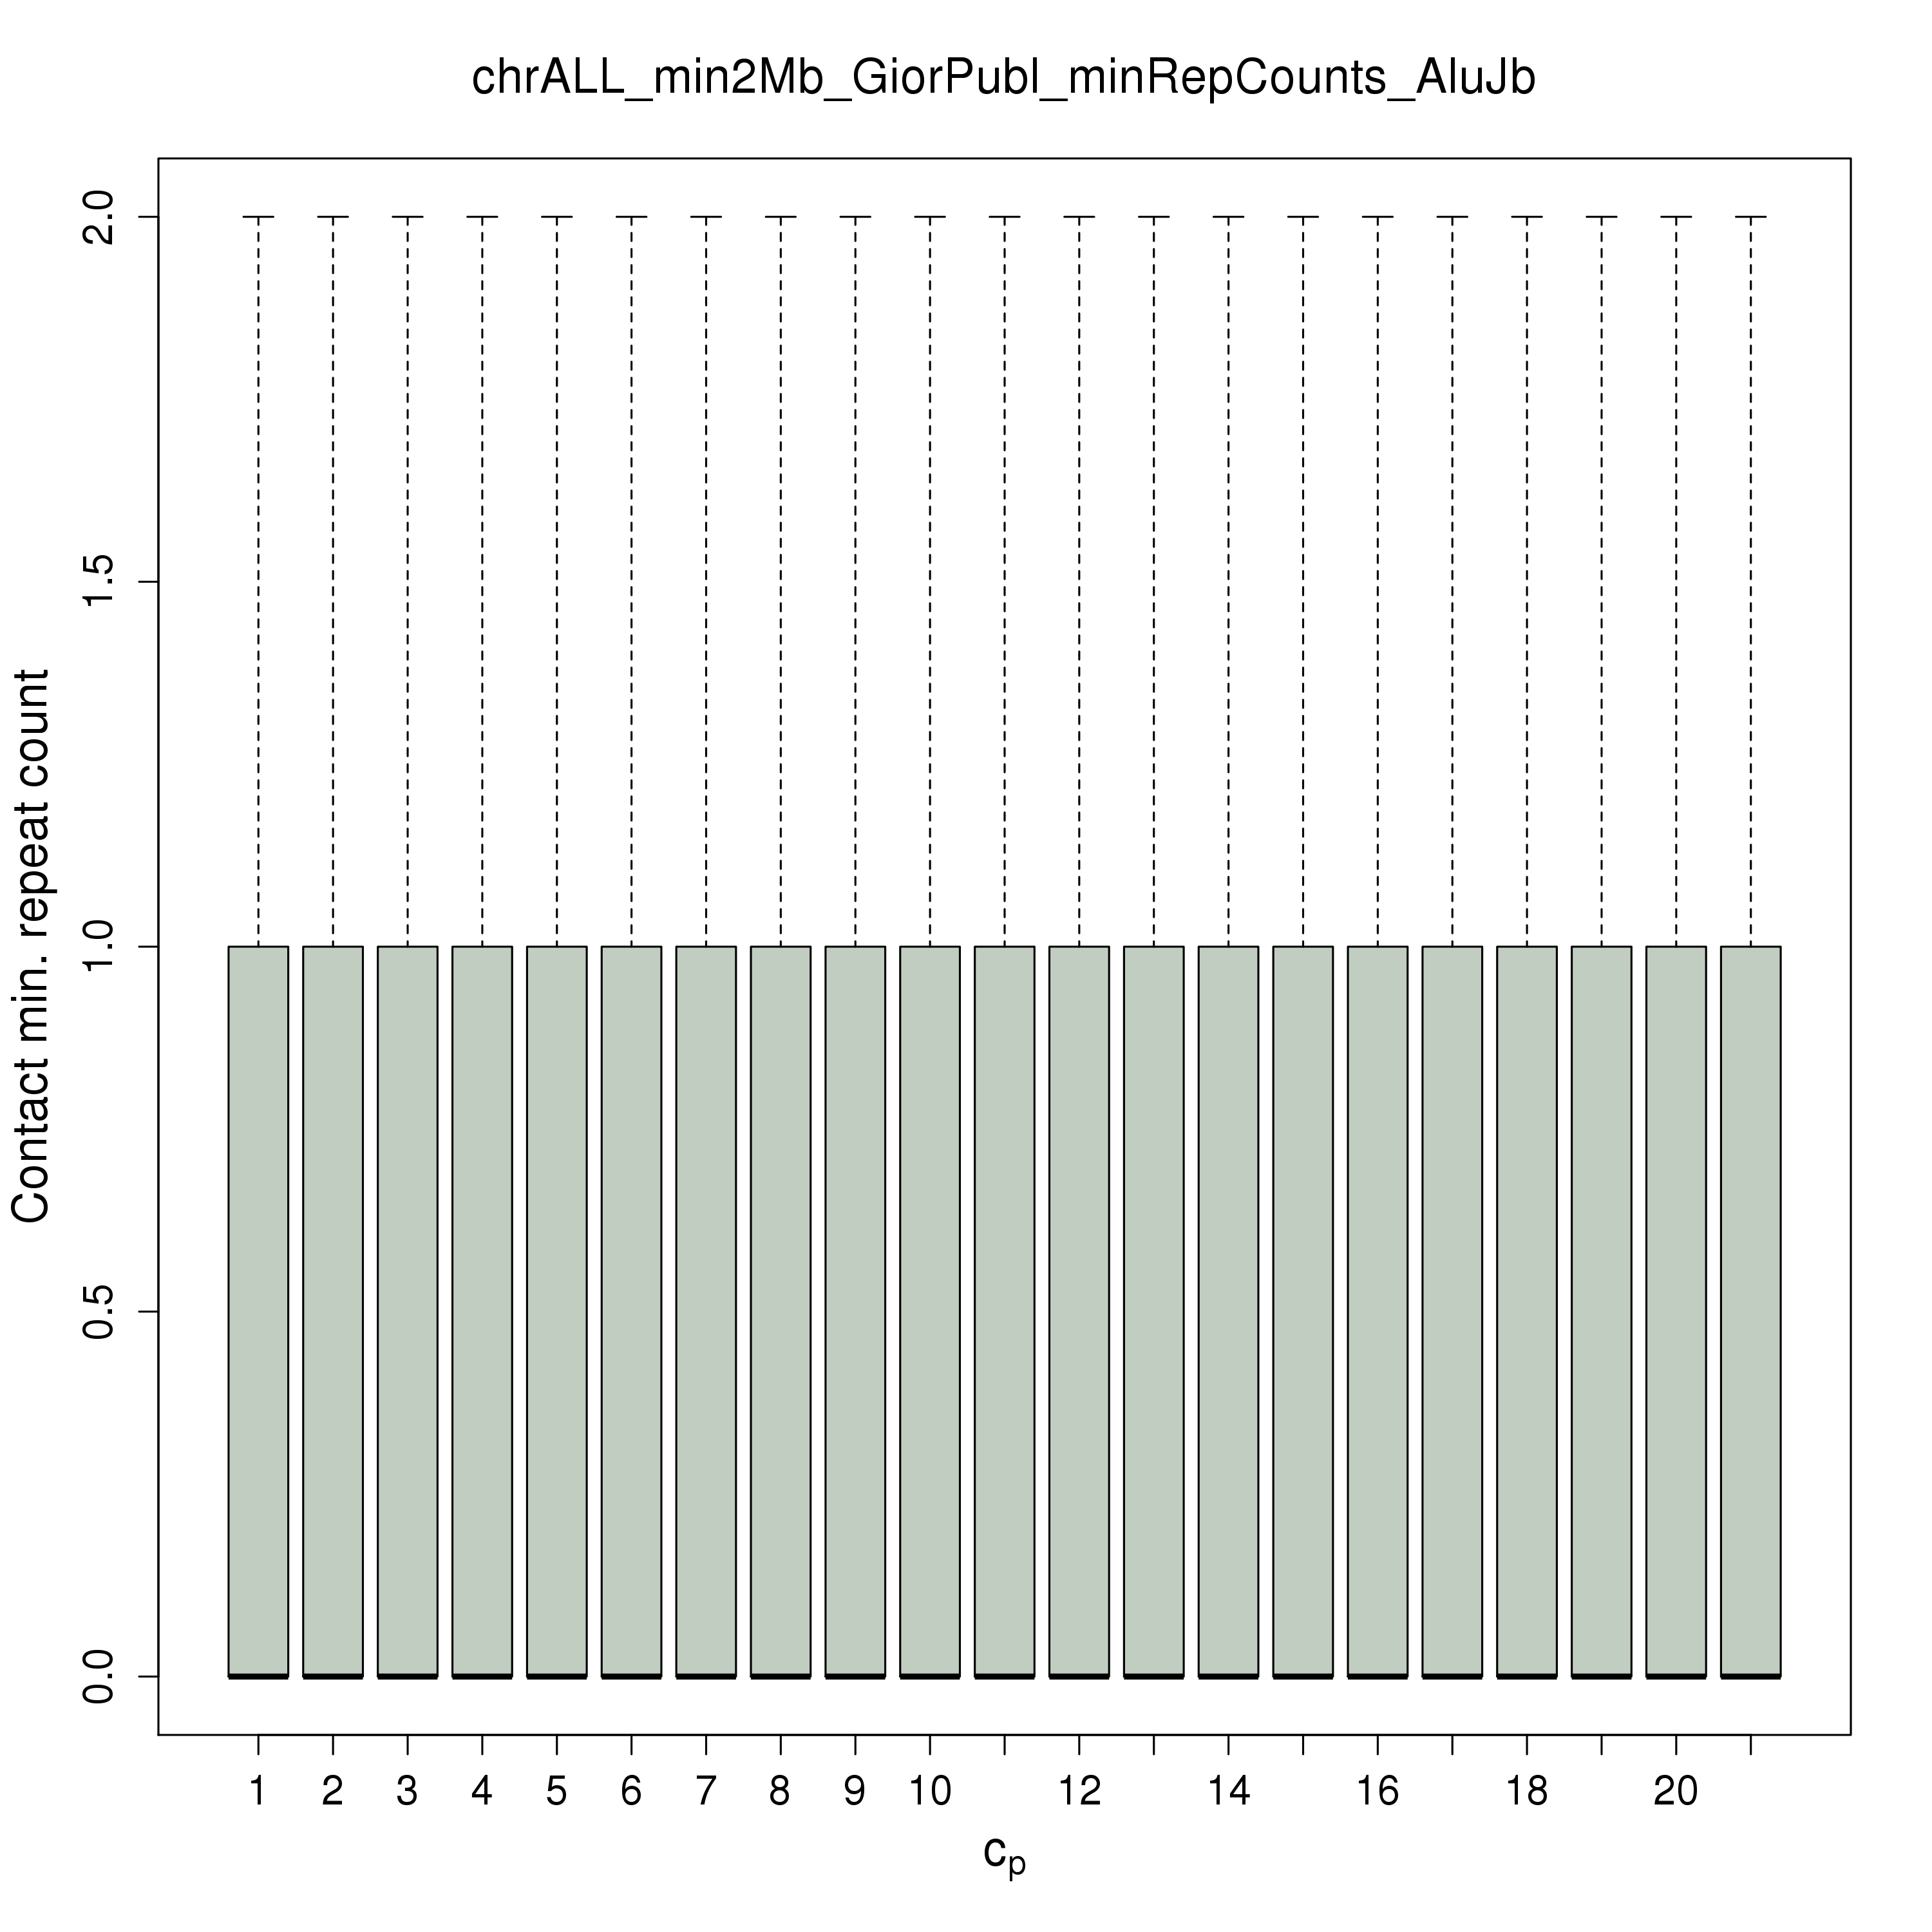 chrALL_min2Mb_GiorPubl_minRepCounts_AluJb
Contact min. repeat count
2.0
1.5
1.0
0.5
0.0
1 2 3 4 5 6 7 8 9 10 12 14 16 18 20
cp